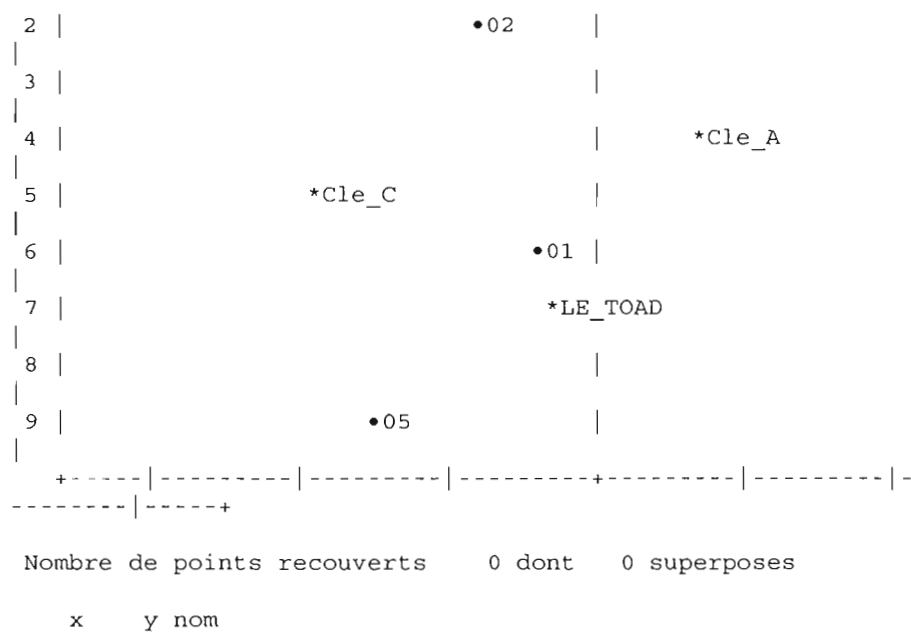 2 | •02 |
|
3 | |
|
4 | | *Cle_A
|
5 | *Cle_C |
|
6 | •01 |
|
7 | *LE_TOAD
|
8 | |
|
9 | •05 |
|
+------|---------|---------|---------+---------|---------|-
--------|-----+
Nombre de points recouverts 0 dont 0 superposes
x y nom